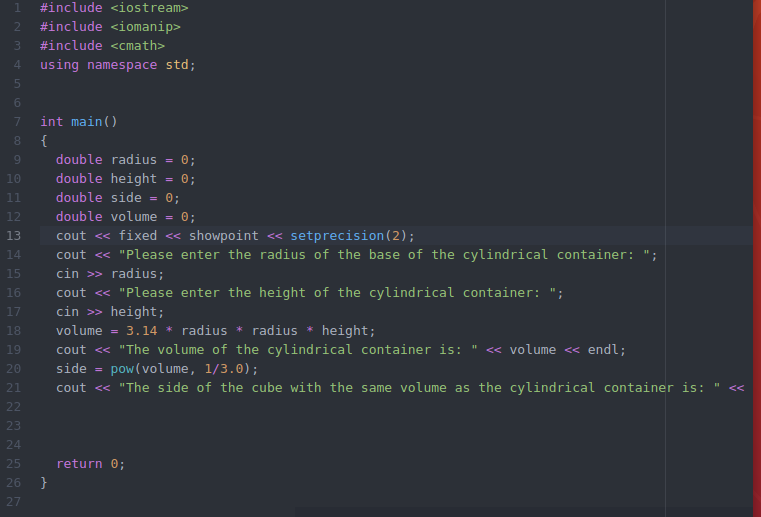 1 #include <iostream>
2 #include <iomanip>
3 #include <cmath>
4 using namespace std;
5
6
7 int main()
8 {
9   double radius = 0;
10   double height = 0;
11   double side = 0;
12   double volume = 0;
13   cout << fixed << showpoint << setprecision(2);
14   cout << "Please enter the radius of the base of the cylindrical container: ";
15   cin >> radius;
16   cout << "Please enter the height of the cylindrical container: ";
17   cin >> height;
18   volume = 3.14 * radius * radius * height;
19   cout << "The volume of the cylindrical container is: " << volume << endl;
20   side = pow(volume, 1/3.0);
21   cout << "The side of the cube with the same volume as the cylindrical container is: " <<
22
23
24
25   return 0;
26 }
27